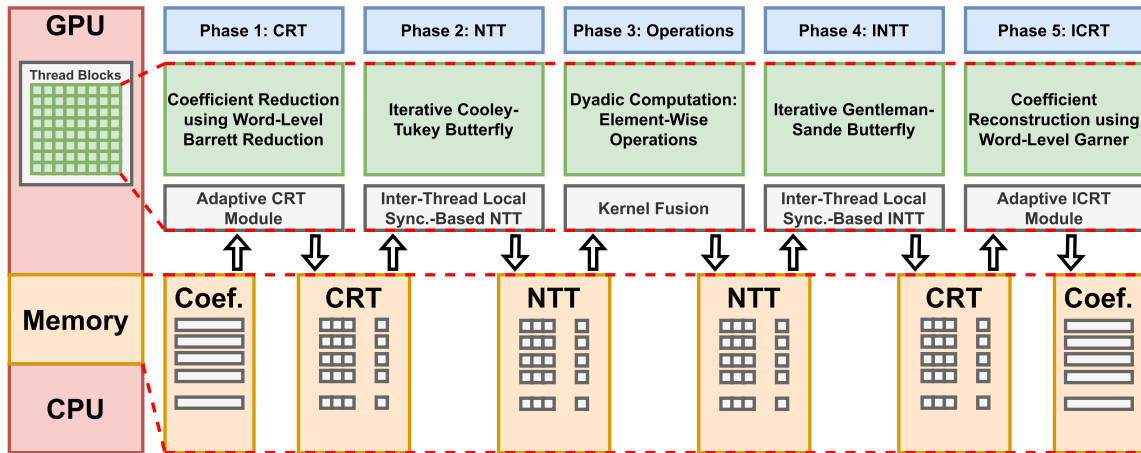 GPU
Thread Blocks
Memory
CPU
Phase 1: CRT
Phase 2: NTT
Phase 3: Operations
Phase 4: INTT
Phase 5: ICRT
Coefficient Reduction
using Word-Level
Barrett Reduction
Iterative Cooley-
Tukey Butterfly
Dyadic Computation:
Element-Wise
Operations
Iterative Gentleman-
Sande Butterfly
Coefficient
Reconstruction using
Word-Level Garner
Adaptive CRT
Module
Inter-Thread Local
Sync.-Based NTT
Kernel Fusion
Inter-Thread Local
Sync.-Based INTT
Adaptive ICRT
Module
Coef.
CRT
NTT
NTT
CRT
Coef.